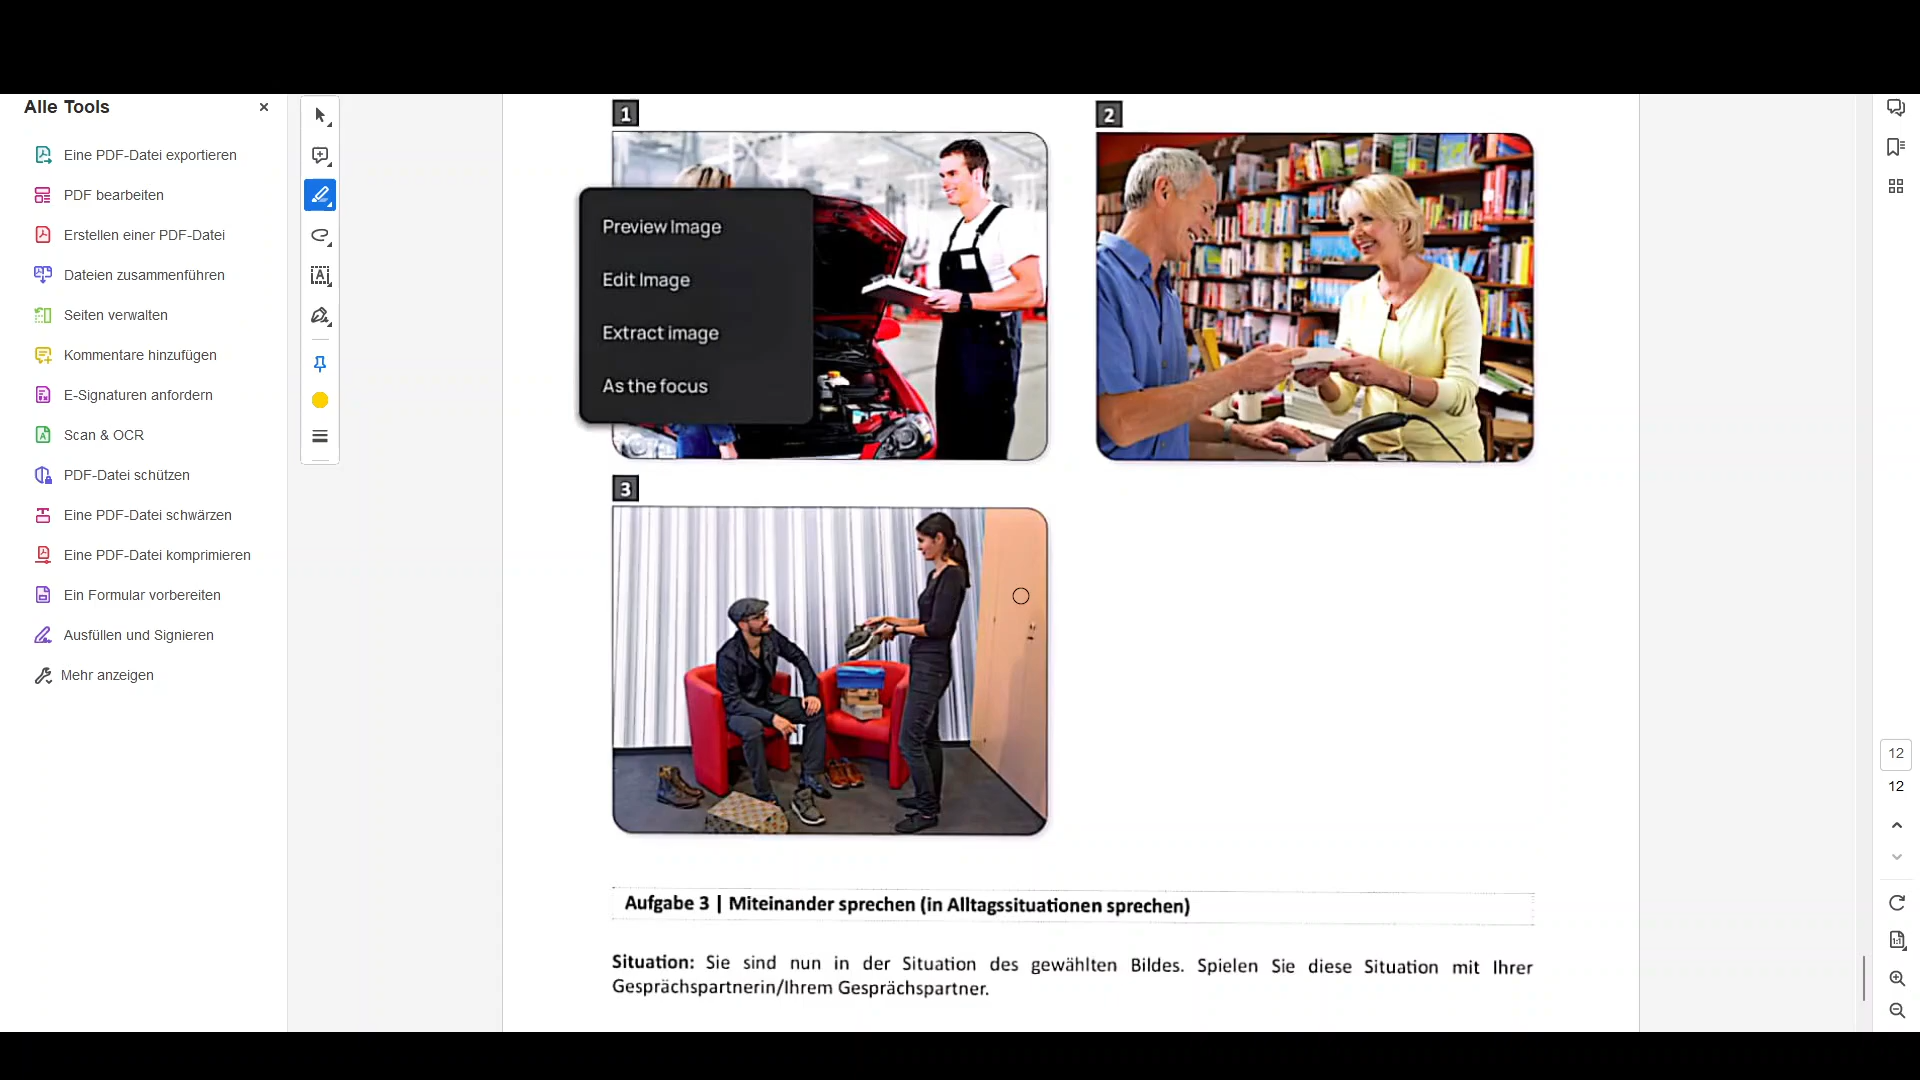 Alle Tools
Eine PDF-Datei exportieren
PDF bearbeiten
Erstellen einer PDF-Datei
Dateien zusammenführen
Seiten verwalten
Kommentare hinzufügen
E-Signaturen anfordern
Scan & OCR
PDF-Datei schützen
Eine PDF-Datei schwärzen
Eine PDF-Datei komprimieren
Ein Formular vorbereiten
Ausfüllen und Signieren
Mehr anzeigen
1
2
Preview Image
Edit Image
Extract image
As the focus
3
Aufgabe 3 | Miteinander sprechen (in Alltagssituationen sprechen)
Situation: Sie sind nun in der Situation des gewählten Bildes. Spielen Sie diese Situation mit Ihrer
Gesprächspartnerin/Ihrem Gesprächspartner.
12
12